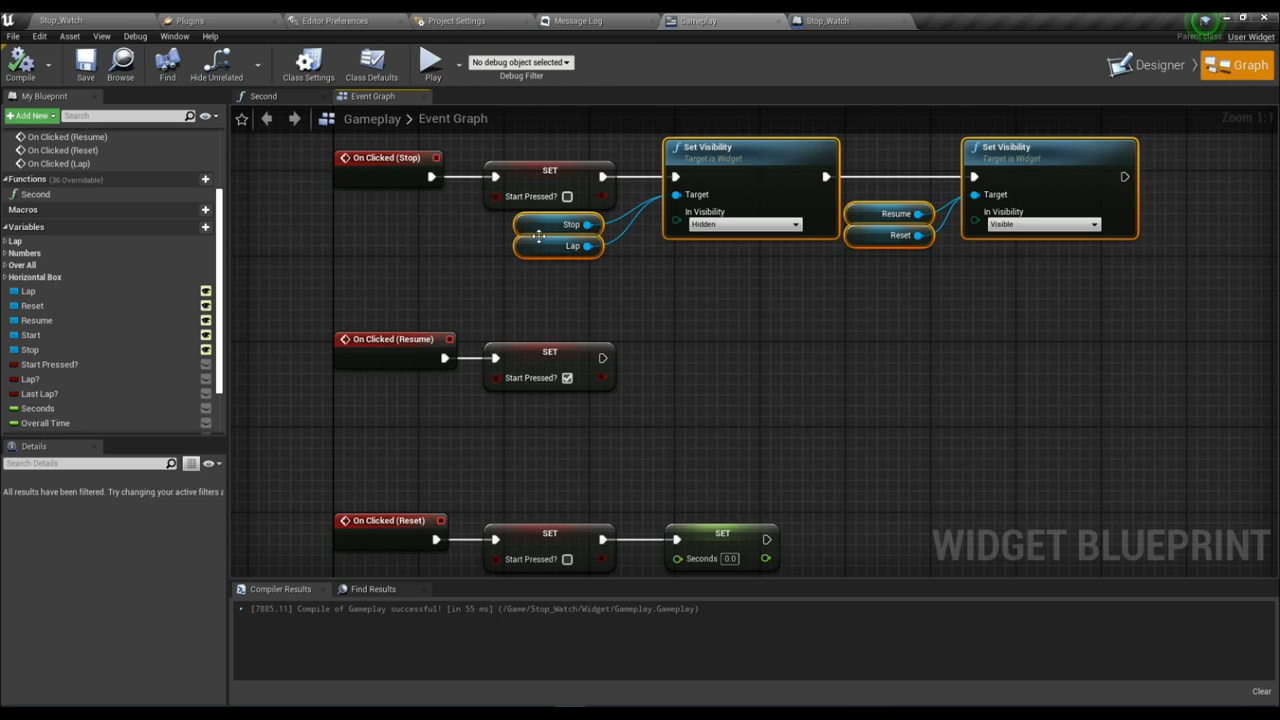 Stop_Watch
Plugins
Editor Preferences
Project Settings
Message Log
Gameplay
Stop_Watch
File Edit Asset View Debug Window Help
Parent class: User Widget
Compile
Save
Browse
Find
Hide Unrelated
Class Settings
Class Defaults
Play
No debug object selected
Debug Filter
Designer
Graph
My Blueprint
Second
Event Graph
Add New
Search
Gameplay > Event Graph
Zoom 1:1
On Clicked (Resume)
On Clicked (Reset)
On Clicked (Lap)
Functions (36 Overridable)
Second
Macros
Variables
Lap
Numbers
Over All
Horizontal Box
Lap
Reset
Resume
Start
Stop
Start Pressed?
Lap?
Last Lap?
Seconds
Overall Time
Details
Search Details
All results have been filtered. Try changing your active filters a
On Clicked (Stop)
SET
Start Pressed?
Stop
Lap
Set Visibility
Target is Widget
Target
In Visibility
Hidden
Resume
Reset
Set Visibility
Target is Widget
Target
In Visibility
Visible
On Clicked (Resume)
SET
Start Pressed?
On Clicked (Reset)
SET
Start Pressed?
SET
Seconds 0.0
WIDGET BLUEPRINT
Compiler Results
Find Results
[7885.11] Compile of Gameplay successful! [in 55 ms] (/Game/Stop_Watch/Widget/Gameplay.Gameplay)
Clear